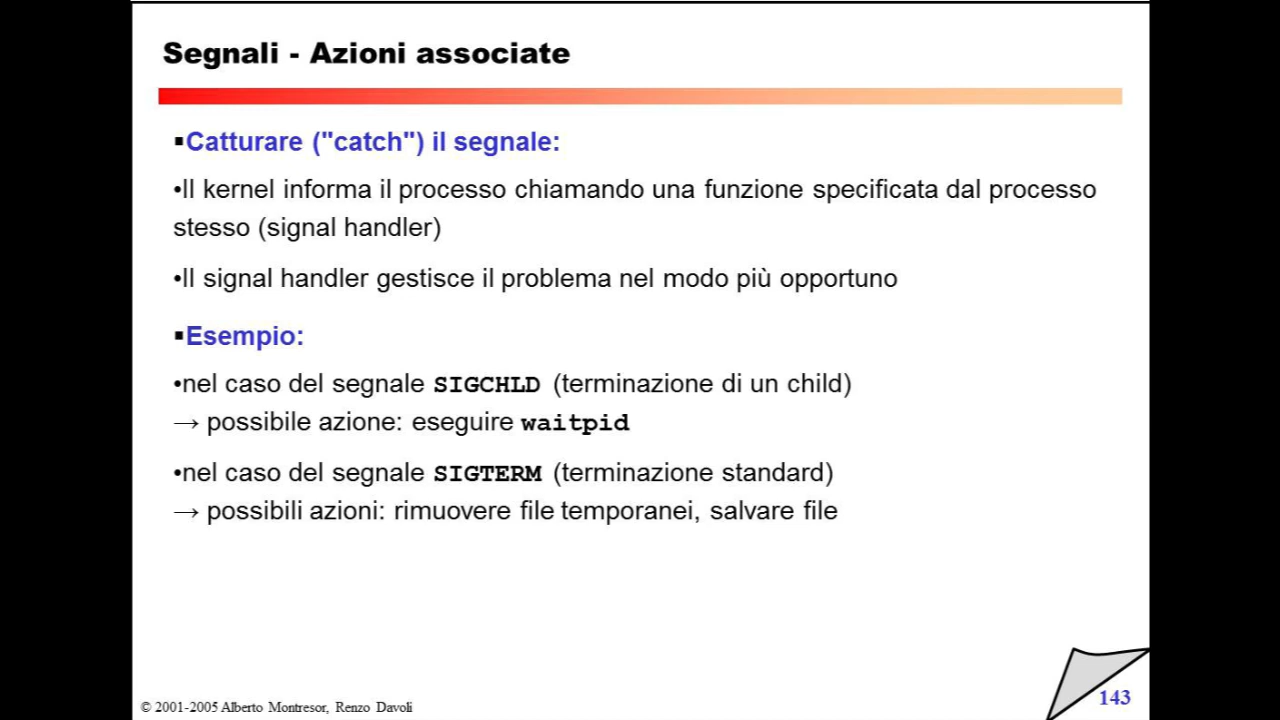 Segnali - Azioni associate
▪Catturare ("catch") il segnale:
•Il kernel informa il processo chiamando una funzione specificata dal processo
stesso (signal handler)
•Il signal handler gestisce il problema nel modo più opportuno
▪Esempio:
•nel caso del segnale SIGCHLD (terminazione di un child)
→ possibile azione: eseguire waitpid
•nel caso del segnale SIGTERM (terminazione standard)
→ possibili azioni: rimuovere file temporanei, salvare file
© 2001-2005 Alberto Montresor, Renzo Davoli
143